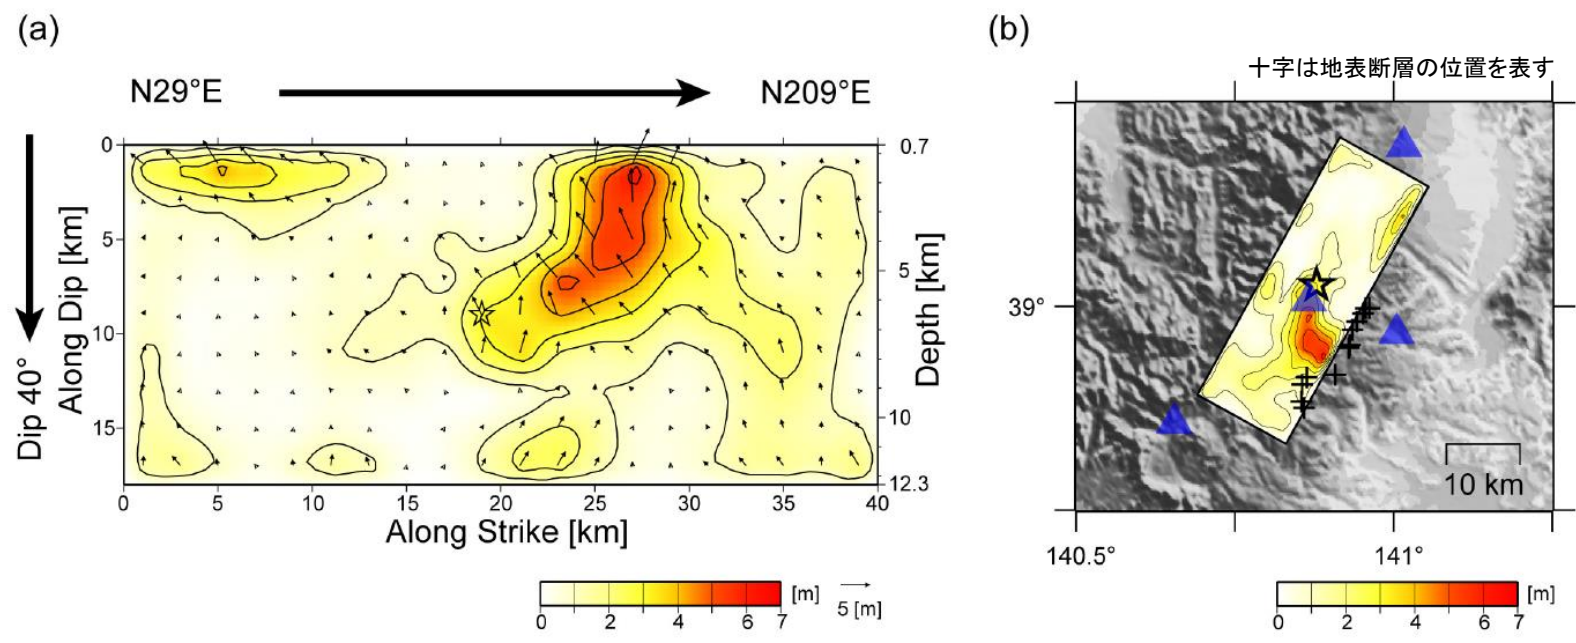 (a)
N29°E
N209°E
Dip 40°
Along Dip [km]
0
5
10
15
0.7
5
10
12.3
Depth [km]
0 5 10 15 20 25 30 35 40
Along Strike [km]
0 2 4 6 7 [m]
5 [m]
(b)
十字は地表断層の位置を表す
39°
10 km
140.5° 141°
0 2 4 6 7 [m]